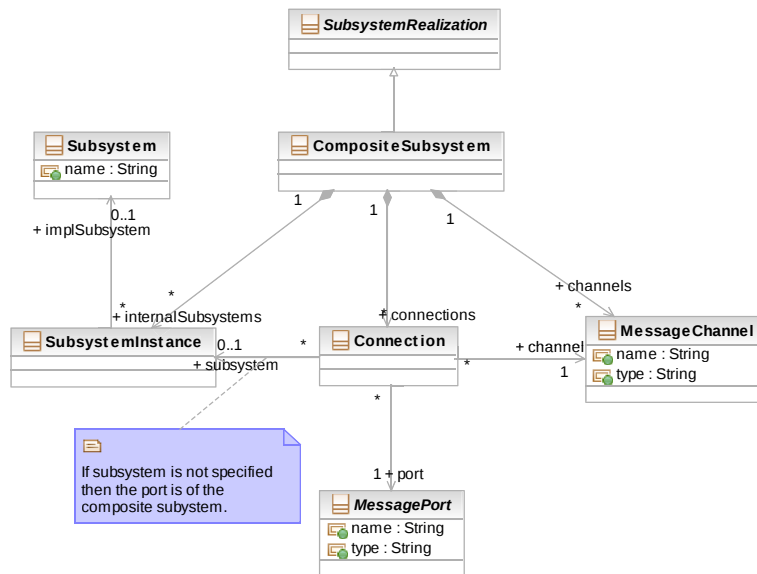 SubsystemRealization
Subsystem
name : String
CompositeSubsystem
0..1
+ implSubsystem
1
1
1
*
*
+ internalSubsystems
*
+ connections
+ channels
*
SubsystemInstance
0..1
+ subsystem
*
Connection
*
*
+ channel
1
MessageChannel
name : String
type : String
If subsystem is not specified
then the port is of the
composite subystem.
1
+ port
MessagePort
name : String
type : String